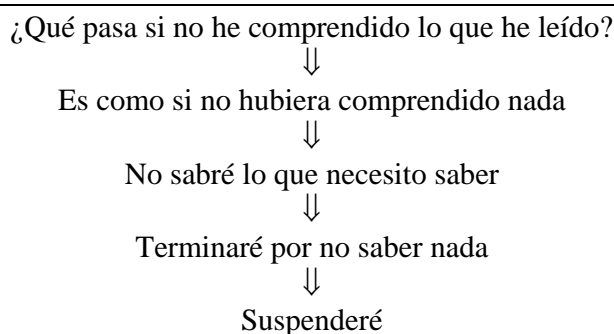 ¿Qué pasa si no he comprendido lo que he leído?
⇓
Es como si no hubiera comprendido nada
⇓
No sabré lo que necesito saber
⇓
Terminaré por no saber nada
⇓
Suspenderé